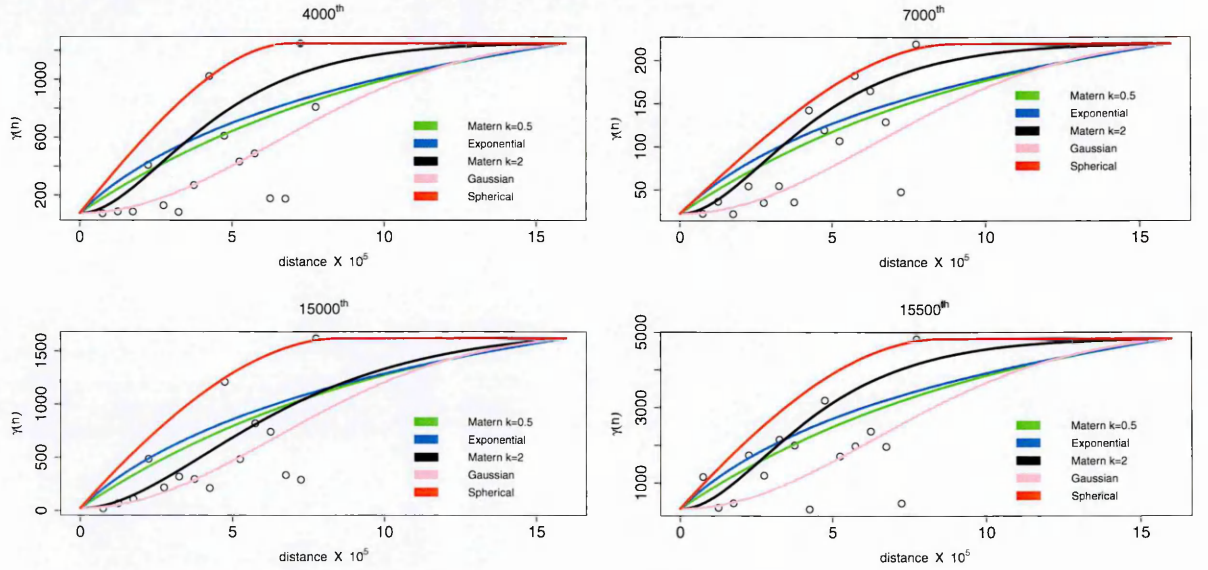 4000th
7000th
γ(h)
1000
600
200
Matern k=0.5
Exponential
Matern k=2
Gaussian
Spherical
0 5 10 15
distance X 10^5
γ(h)
200
150
100
50
Matern k=0.5
Exponential
Matern k=2
Gaussian
Spherical
0 5 10 15
distance X 10^5
15000th
15500th
γ(h)
1500
1000
500
0
Matern k=0.5
Exponential
Matern k=2
Gaussian
Spherical
0 5 10 15
distance X 10^5
γ(h)
5000
3000
1000
Matern k=0.5
Exponential
Matern k=2
Gaussian
Spherical
0 5 10 15
distance X 10^5